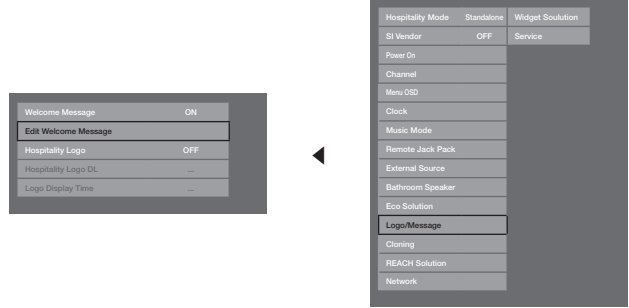 Welcome Message ON
Edit Welcome Message
Hospitality Logo OFF
Hospitality Logo DL ...
Logo Display Time ...
Hospitality Mode Standalone Widget Soulution
SI Vendor OFF Service
Power On
Channel
Menu OSD
Clock
Music Mode
Remote Jack Pack
External Source
Bathroom Speaker
Eco Solution
Logo/Message
Cloning
REACH Solution
Network